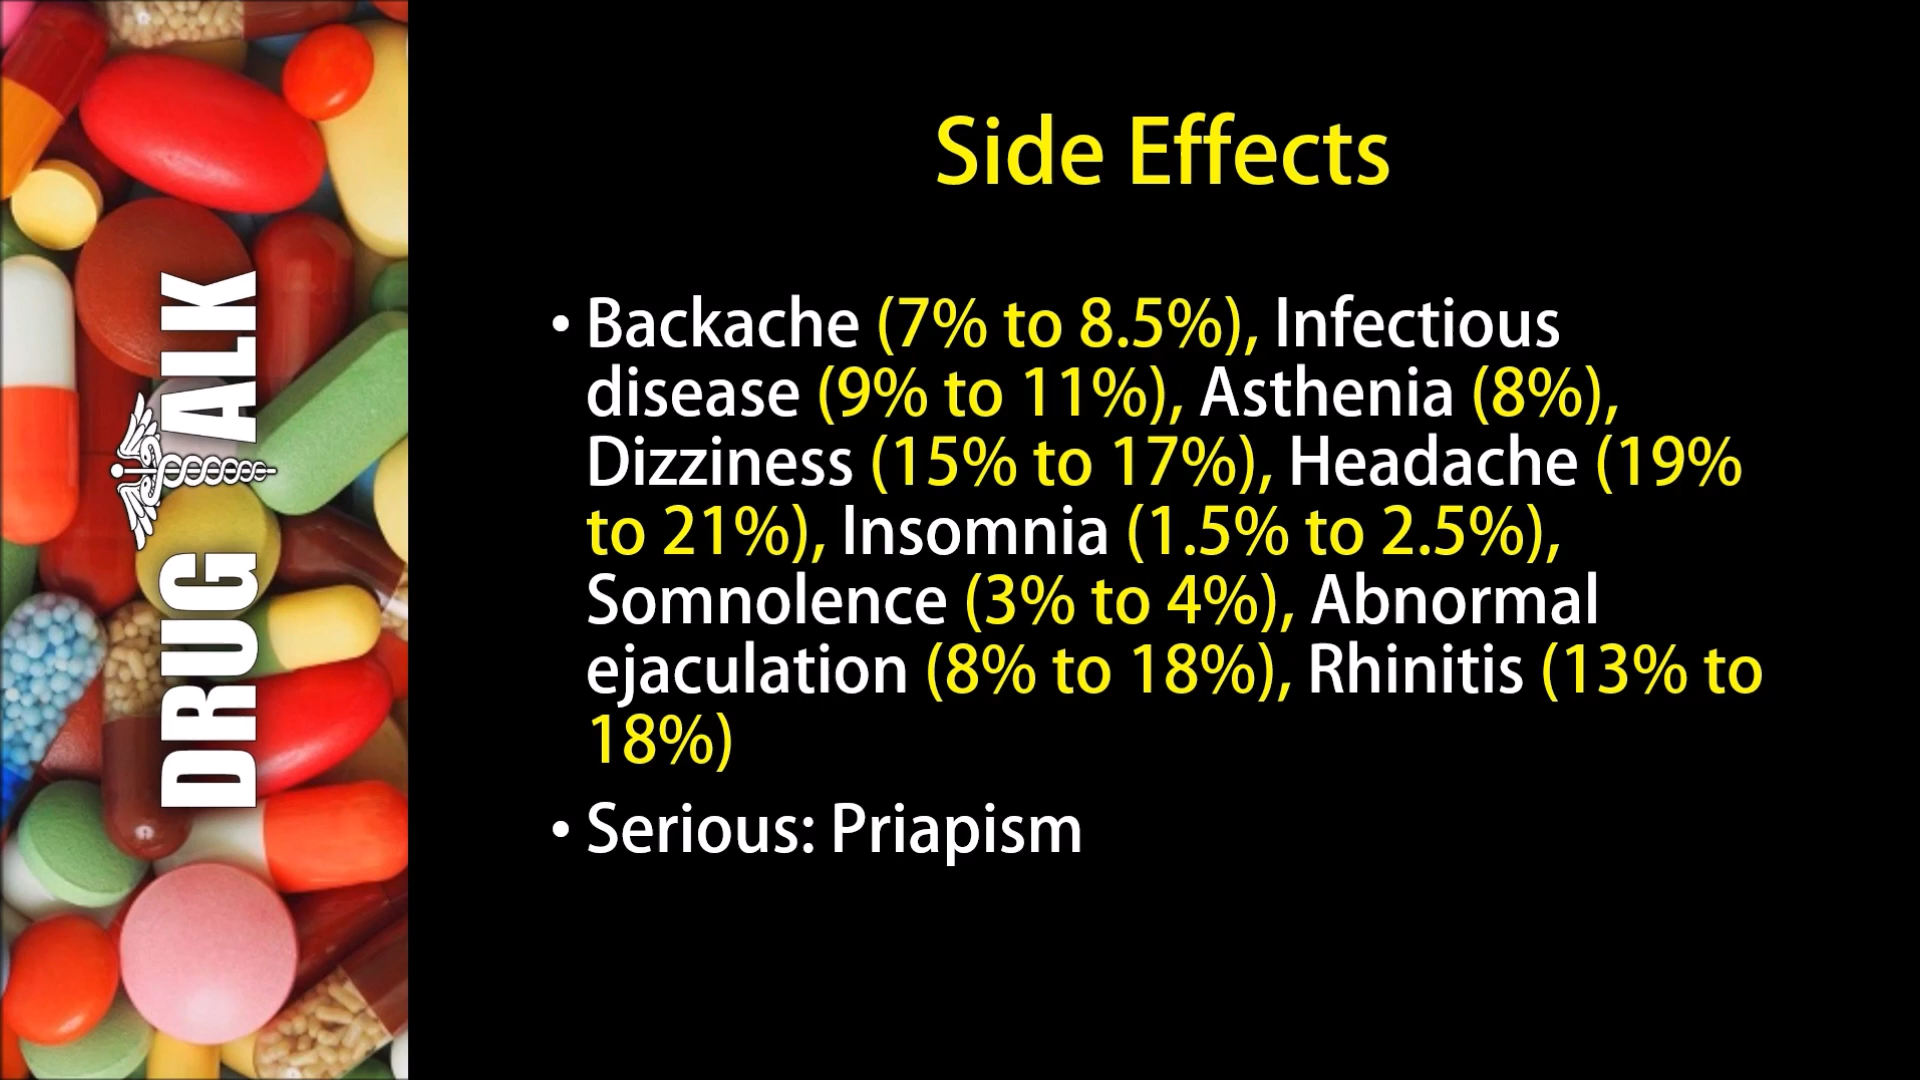 DRUG TALK
Side Effects
• Backache (7% to 8.5%), Infectious
disease (9% to 11%), Asthenia (8%),
Dizziness (15% to 17%), Headache (19%
to 21%), Insomnia (1.5% to 2.5%),
Somnolence (3% to 4%), Abnormal
ejaculation (8% to 18%), Rhinitis (13% to
18%)
• Serious: Priapism